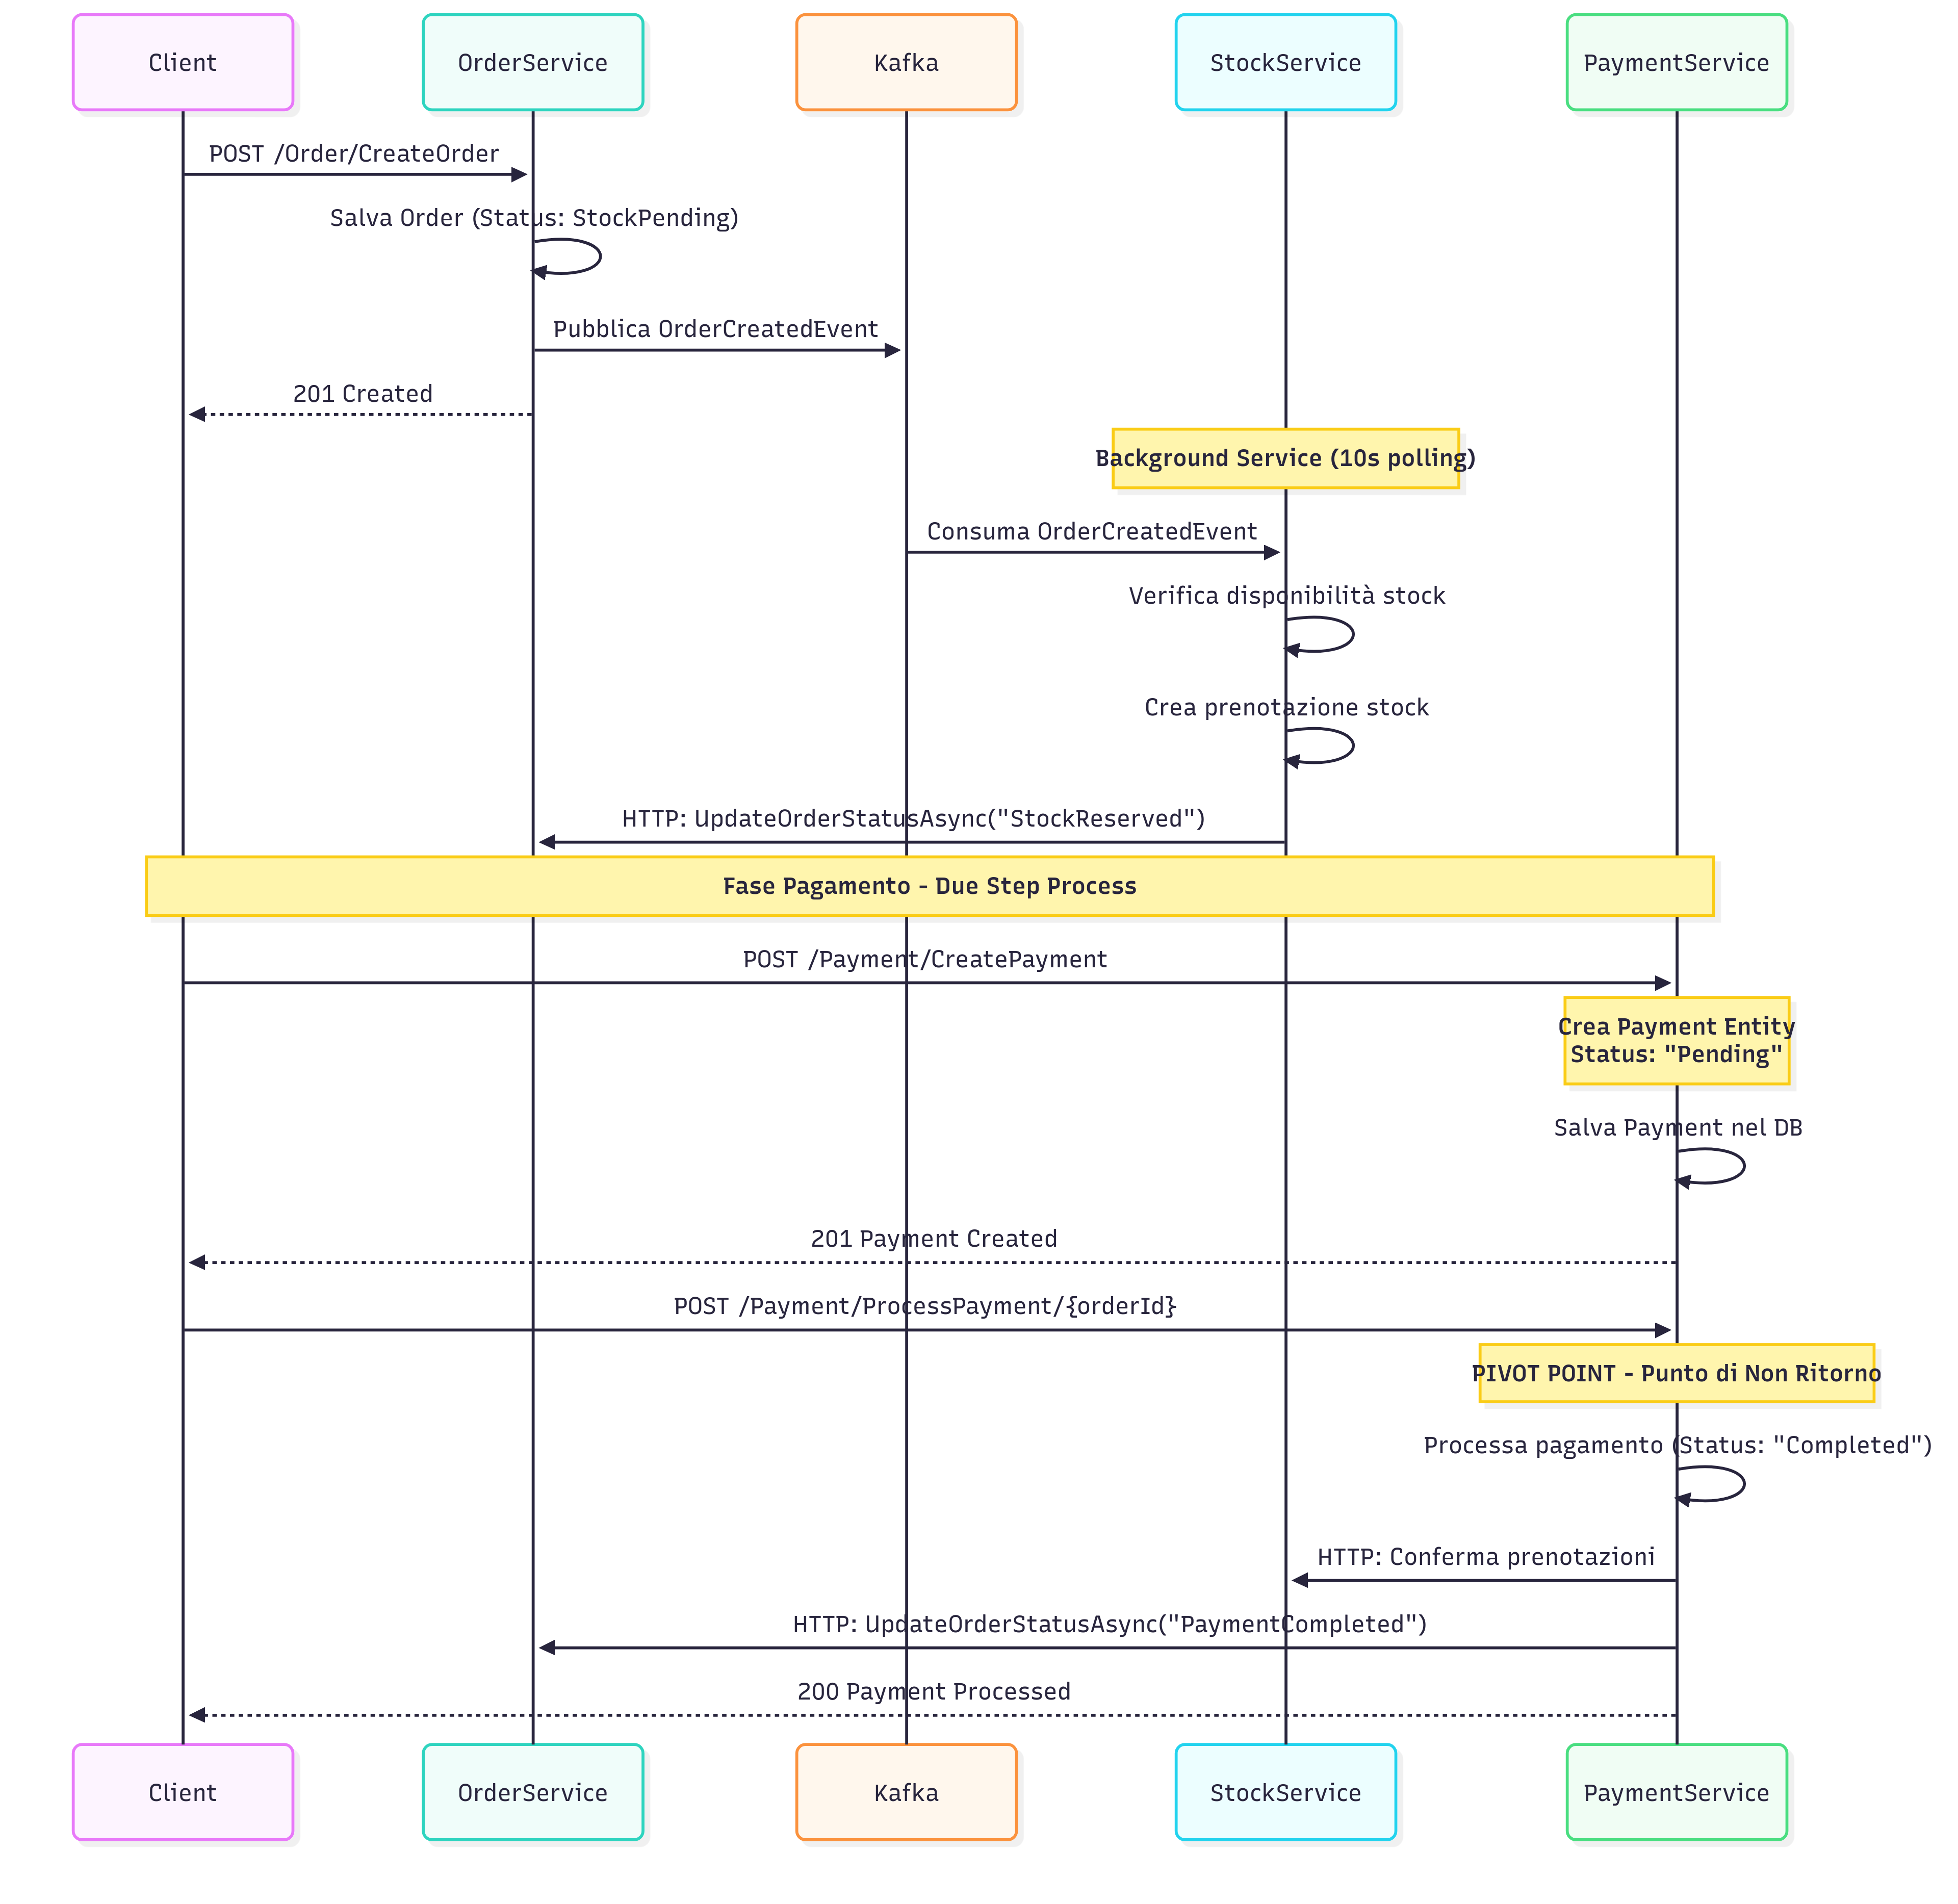 Client
OrderService
Kafka
StockService
PaymentService
POST /Order/CreateOrder
Salva Order (Status: StockPending)
Pubblica OrderCreatedEvent
201 Created
Background Service (10s polling)
Consuma OrderCreatedEvent
Verifica disponibilità stock
Crea prenotazione stock
HTTP: UpdateOrderStatusAsync("StockReserved")
Fase Pagamento - Due Step Process
POST /Payment/CreatePayment
Crea Payment Entity
Status: "Pending"
Salva Payment nel DB
201 Payment Created
POST /Payment/ProcessPayment/{orderId}
PIVOT POINT - Punto di Non Ritorno
Processa pagamento (Status: "Completed")
HTTP: Conferma prenotazioni
HTTP: UpdateOrderStatusAsync("PaymentCompleted")
200 Payment Processed
Client
OrderService
Kafka
StockService
PaymentService